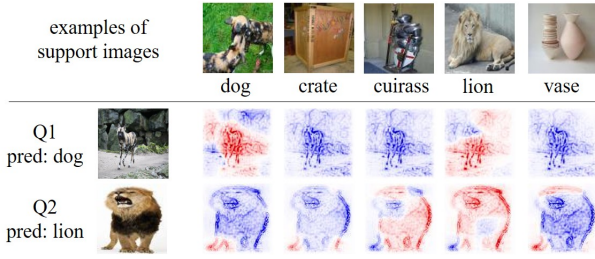 examples of
support images
dog crate cuirass lion vase
Q1
pred: dog
Q2
pred: lion